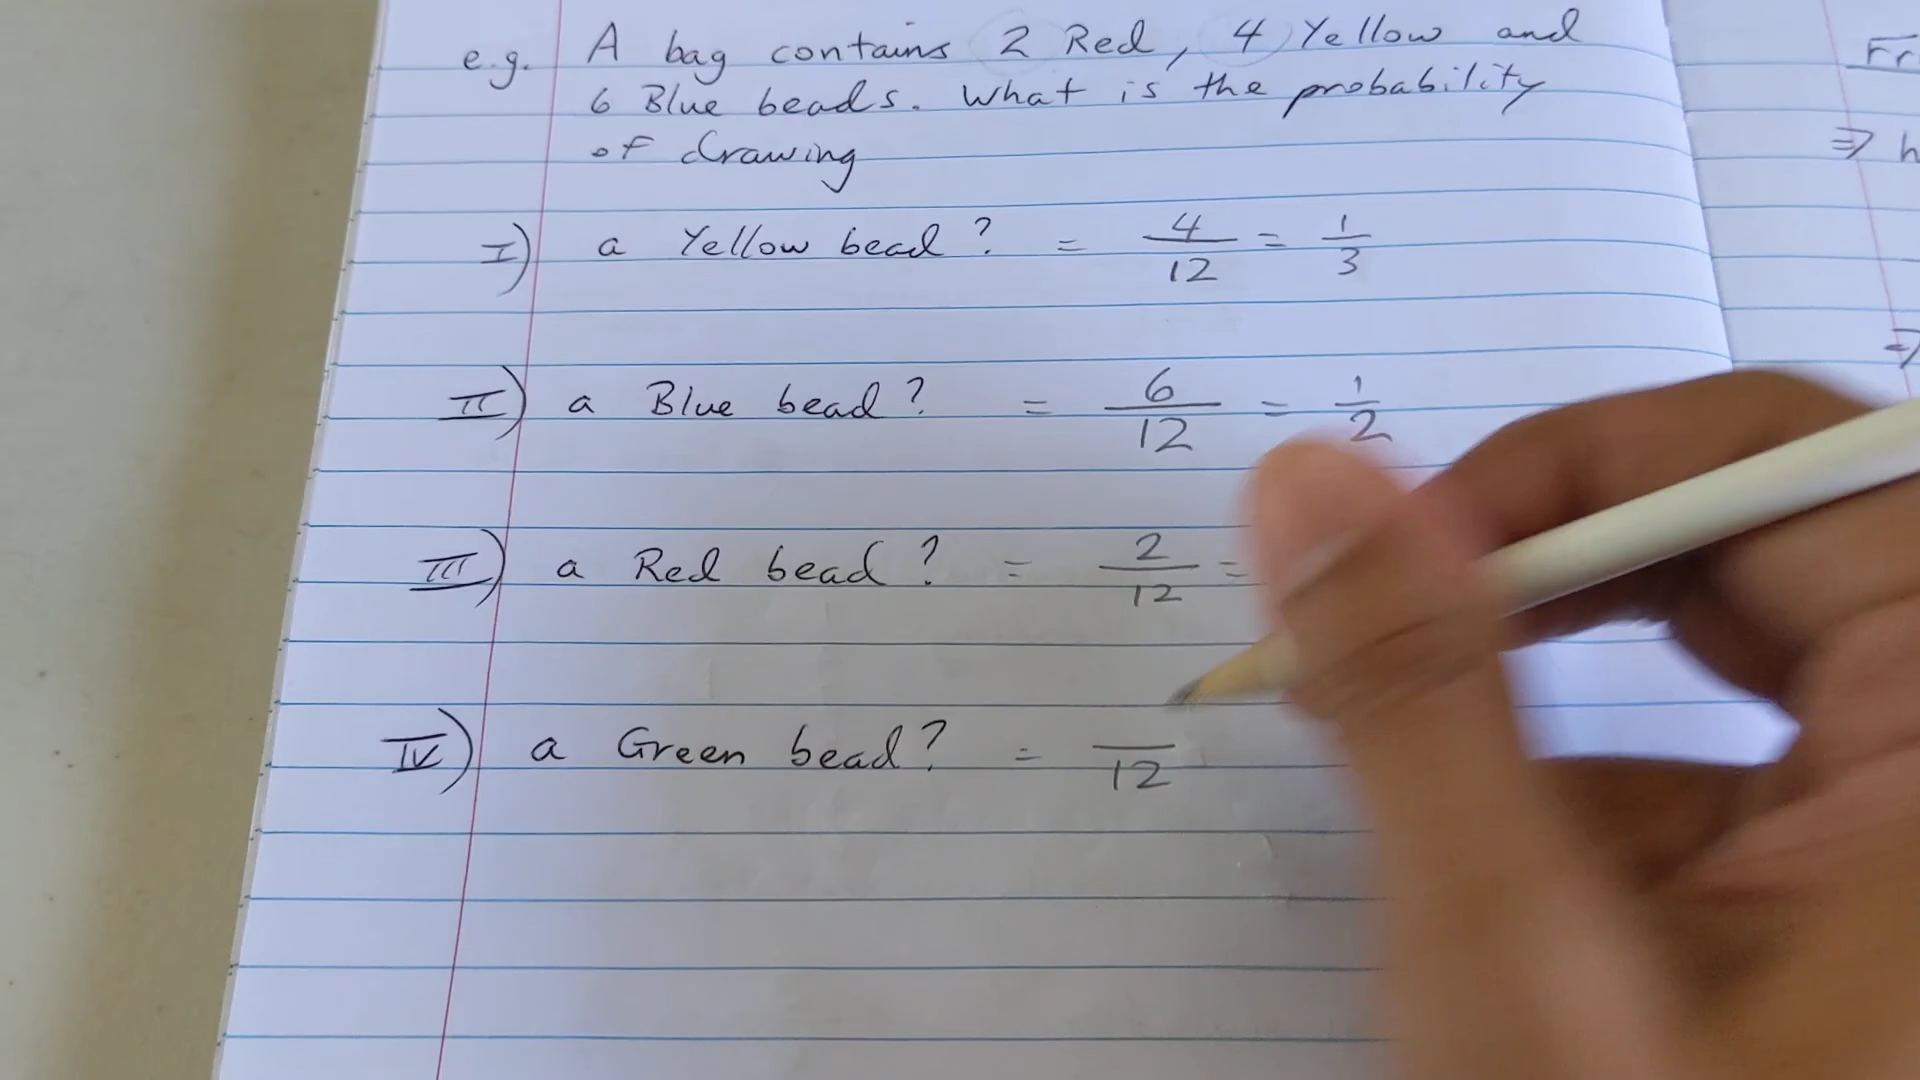 e.g. A bag contains 2 Red, 4 Yellow and
6 Blue beads. What is the probability
of drawing
I) a Yellow bead? = 4/12 = 1/3
II) a Blue bead? = 6/12 = 1/2
III) a Red bead? = 2/12 =
IV) a Green bead? = /12
Fr
⇒ h
⇒